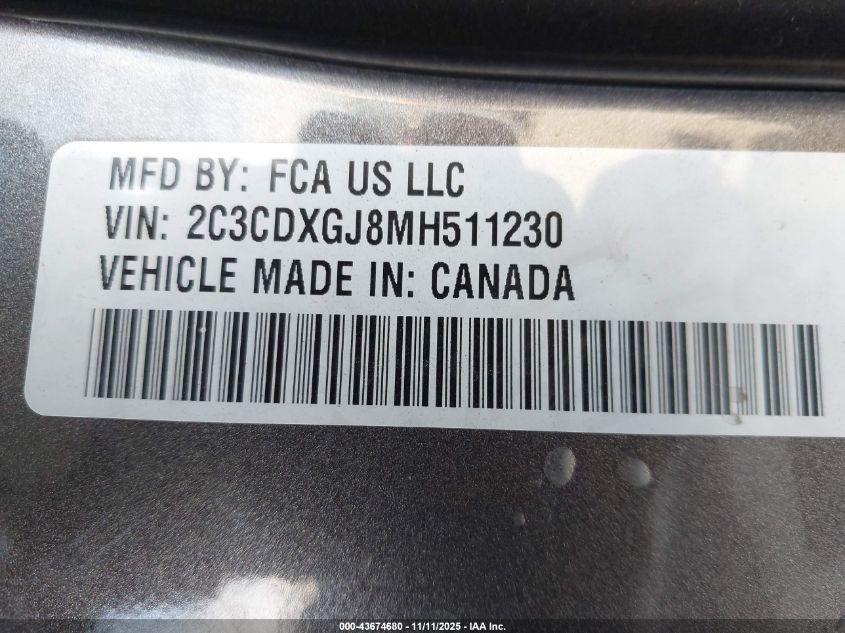 MFD BY: FCA US LLC
VIN: 2C3CDXGJ8MH511230
VEHICLE MADE IN: CANADA
000-43674680 - 11/11/2025 - IAA Inc.